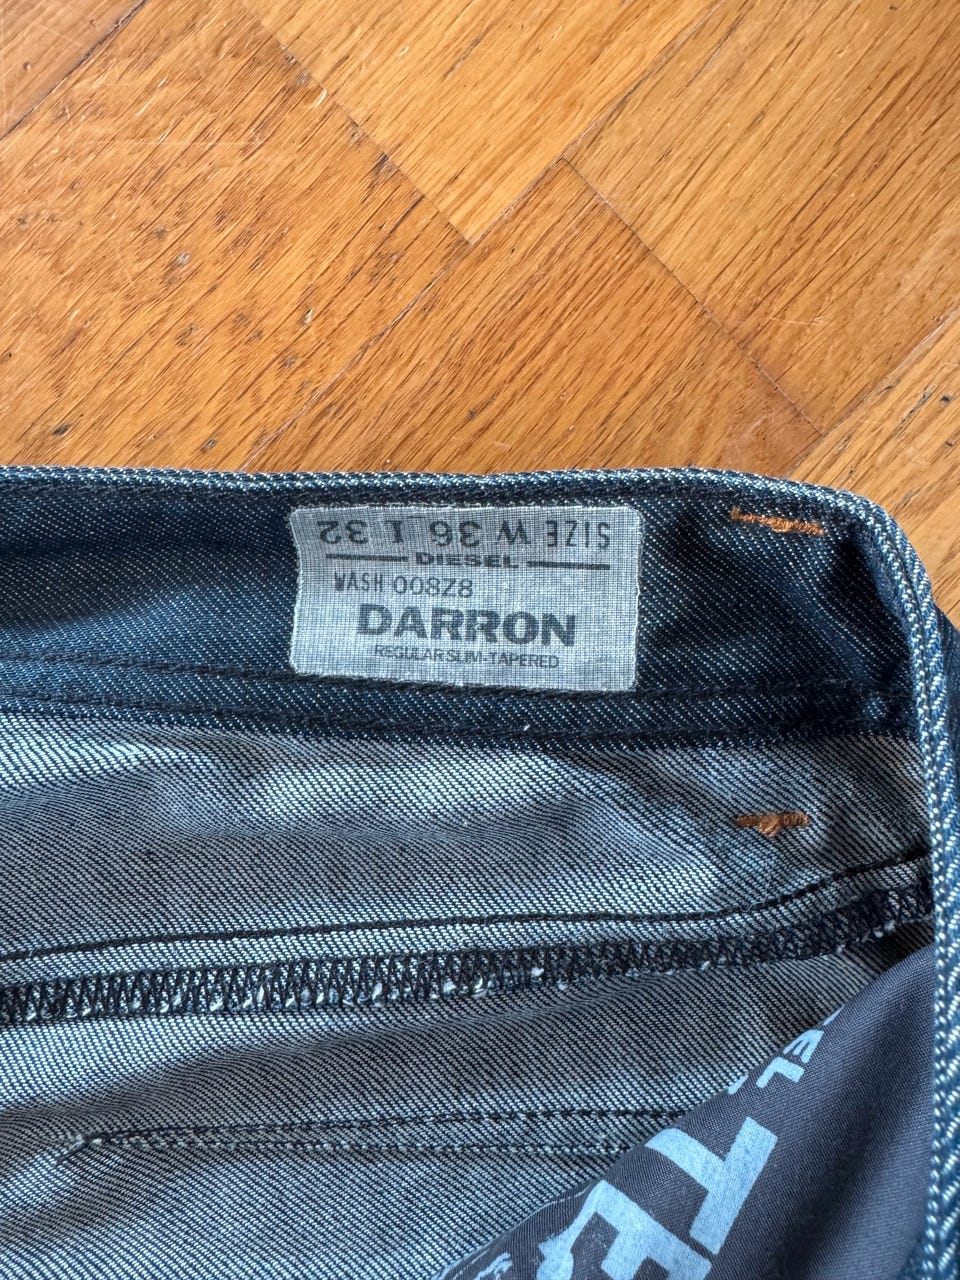 SIZE W 36 L 32
DIESEL
WASH 008Z8
DARRON
REGULAR SLIM-TAPERED